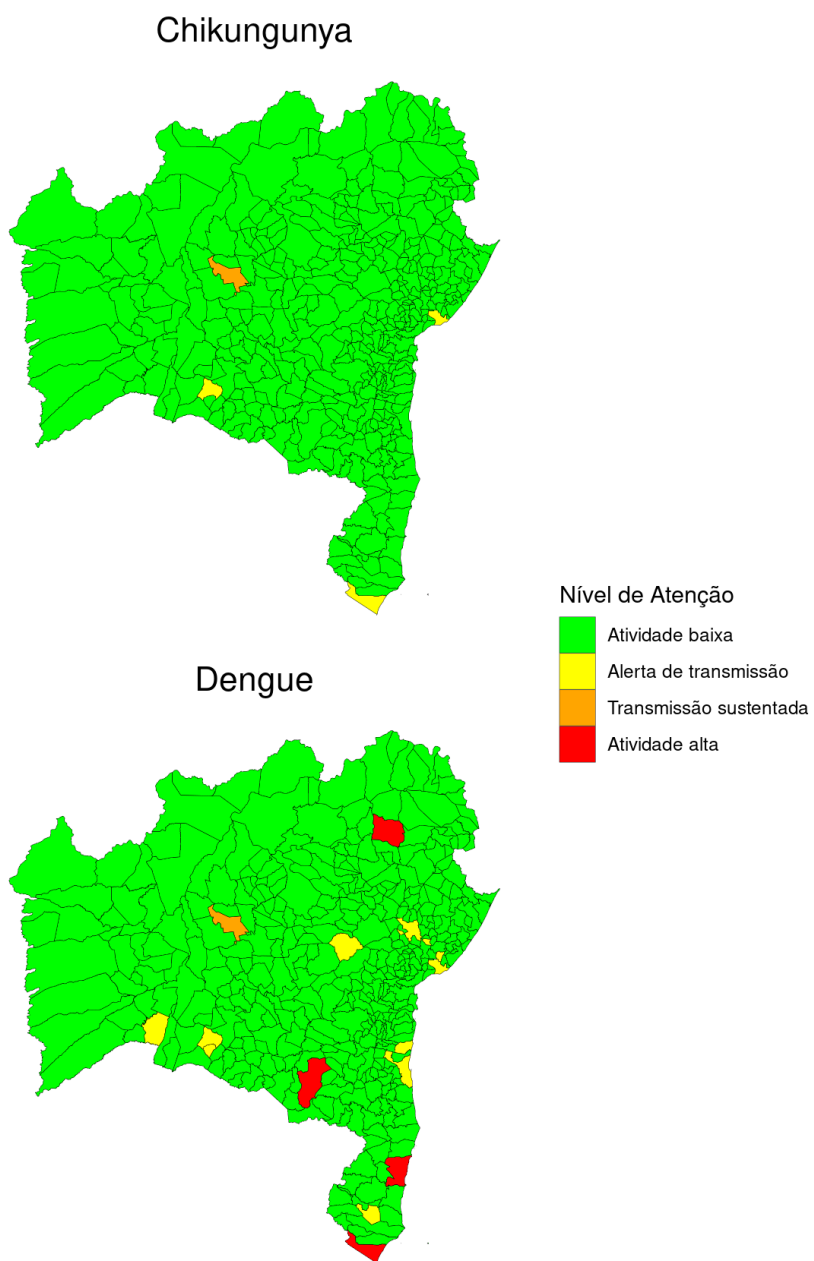 Chikungunya
Nível de Atenção
Atividade baixa
Alerta de transmissão
Transmissão sustentada
Atividade alta
Dengue